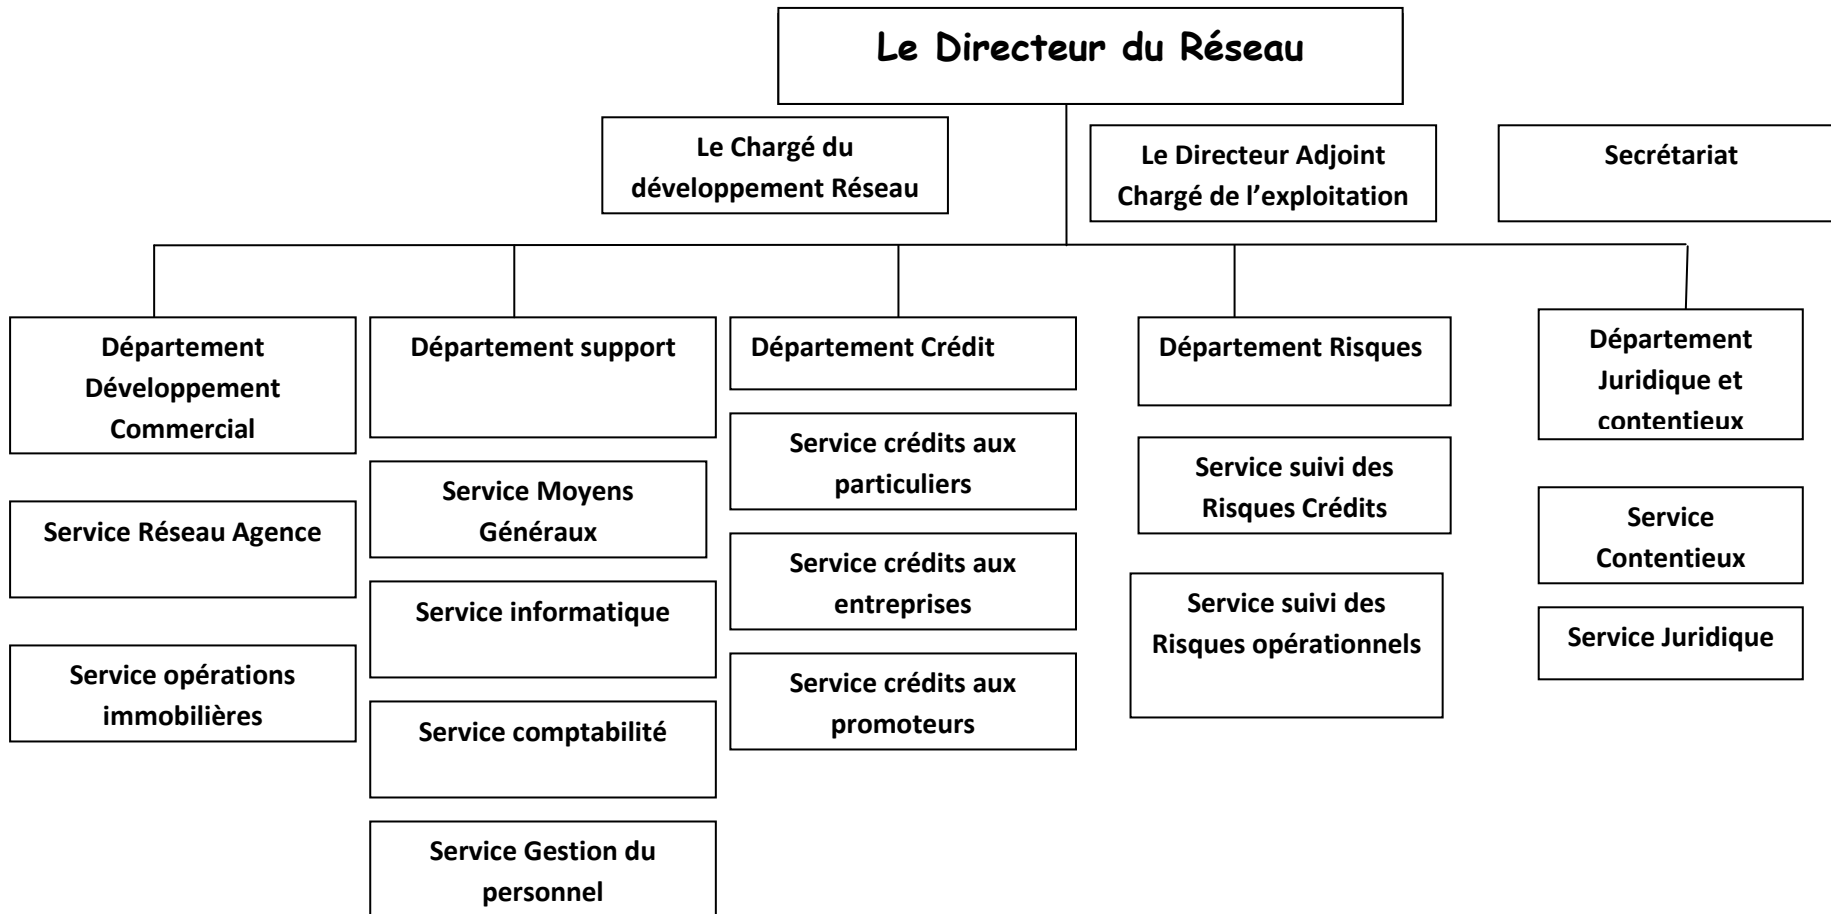 Le Directeur du Réseau
Le Chargé du
développement Réseau
Le Directeur Adjoint
Chargé de l'exploitation
Secrétariat
Département
Développement
Commercial
Service Réseau Agence
Service opérations
immobilières
Département support
Service Moyens
Généraux
Service informatique
Service comptabilité
Service Gestion du
personnel
Département Crédit
Service crédits aux
particuliers
Service crédits aux
entreprises
Service crédits aux
promoteurs
Département Risques
Service suivi des
Risques Crédits
Service suivi des
Risques opérationnels
Département
Juridique et
contentieux
Service
Contentieux
Service Juridique